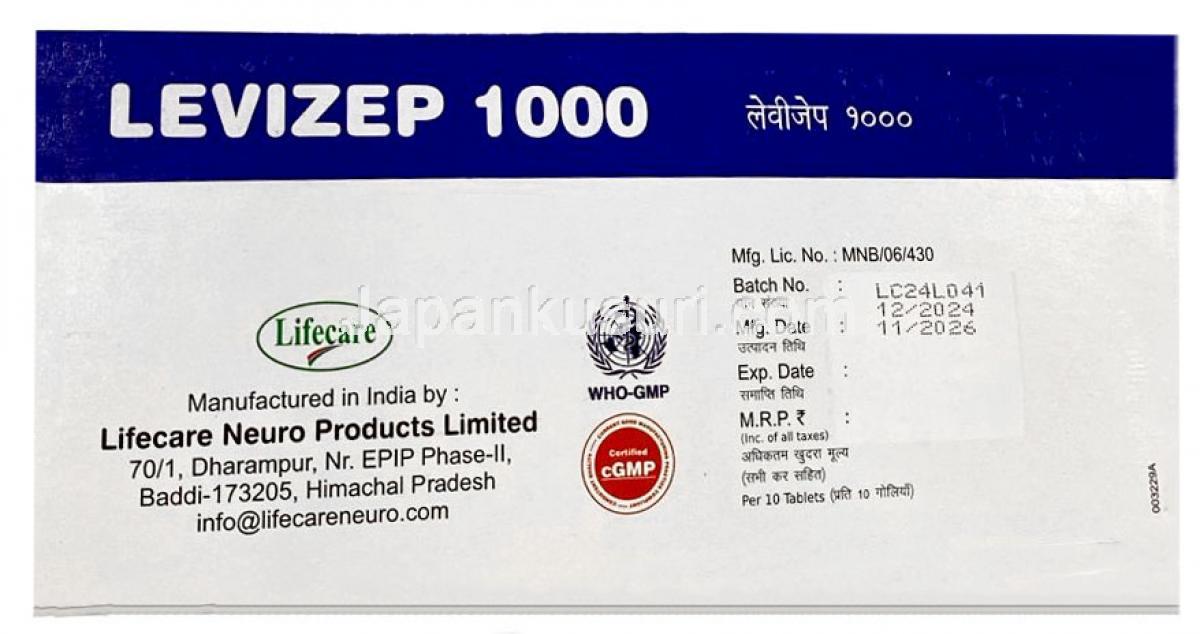 LEVIZEP 1000
लेवीजेप १०००
Japankusuri.com
Lifecare
Manufactured in India by :
Lifecare Neuro Products Limited
70/1, Dharampur, Nr. EPIP Phase-II,
Baddi-173205, Himachal Pradesh
info@lifecareneuro.com
WHO-GMP
Certified
cGMP
Mfg. Lic. No. : MNB/06/430
Batch No. : LC24L041
12/2024
Mfg. Date : 11/2026
उत्पादन तिथि
Exp. Date :
समाप्ति तिथि
M.R.P. ₹ :
(Inc. of all taxes)
अधिकतम खुदरा मूल्य
(सभी कर सहित)
Per 10 Tablets (प्रति 10 गोलियाँ)
003229A